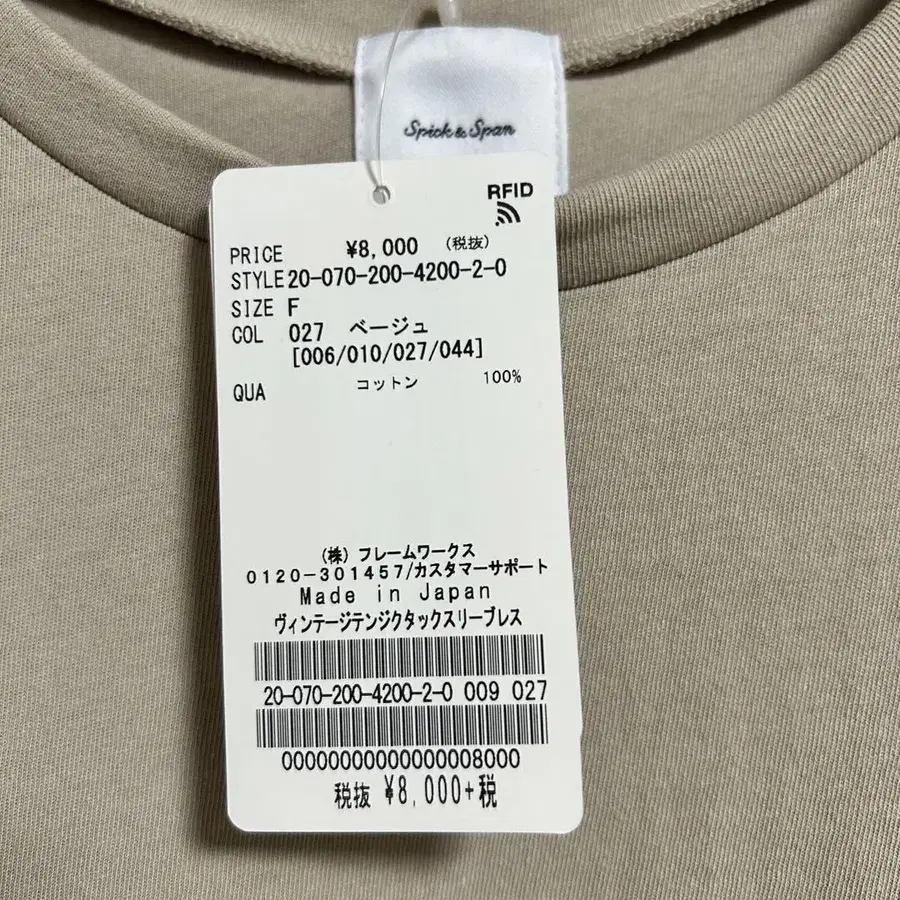 Spick & Span
RFID
PRICE ¥8,000 (税抜)
STYLE 20-070-200-4200-2-0
SIZE F
COL 027 ベージュ
[006/010/027/044]
QUA コットン 100%
(株) フレームワークス
0120-301457/カスタマーサポート
Made in Japan
ヴィンテージテンジクタックスリーブレス
20-070-200-4200-2-0 009 027
00000000000000008000
税抜 ¥8,000+税